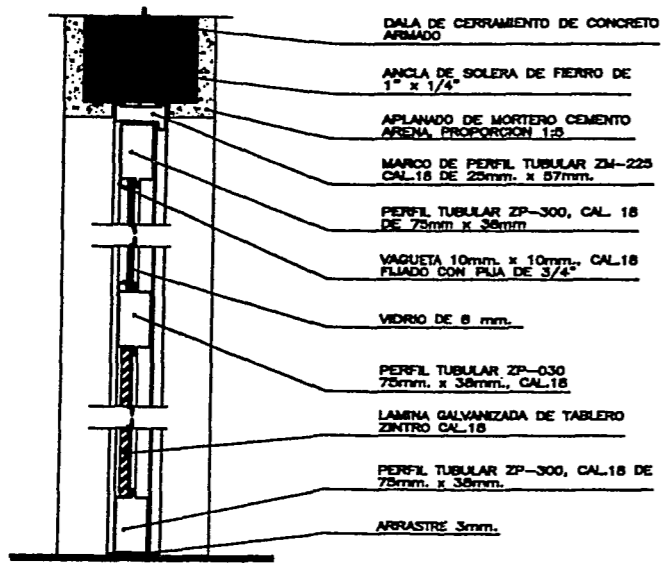 DALA DE CERRAMIENTO DE CONCRETO
ARMADO
ANCLA DE SOLERA DE FIERRO DE
1" x 1/4"
APLANADO DE MORTERO CEMENTO
ARENA, PROPORCION 1:5
MARCO DE PERFIL TUBULAR ZM-225
CAL.18 DE 25mm. x 57mm.
PERFIL TUBULAR ZP-300, CAL. 18
DE 75mm x 38mm
VAGUETA 10mm. x 10mm., CAL.18
FIJADO CON PIJA DE 3/4"
VIDRIO DE 6 mm.
PERFIL TUBULAR ZP-030
75mm. x 38mm., CAL.18
LAMINA GALVANIZADA DE TABLERO
ZINTRO CAL.18
PERFIL TUBULAR ZP-300, CAL.18 DE
75mm. x 38mm.
ARRASTRE 3mm.